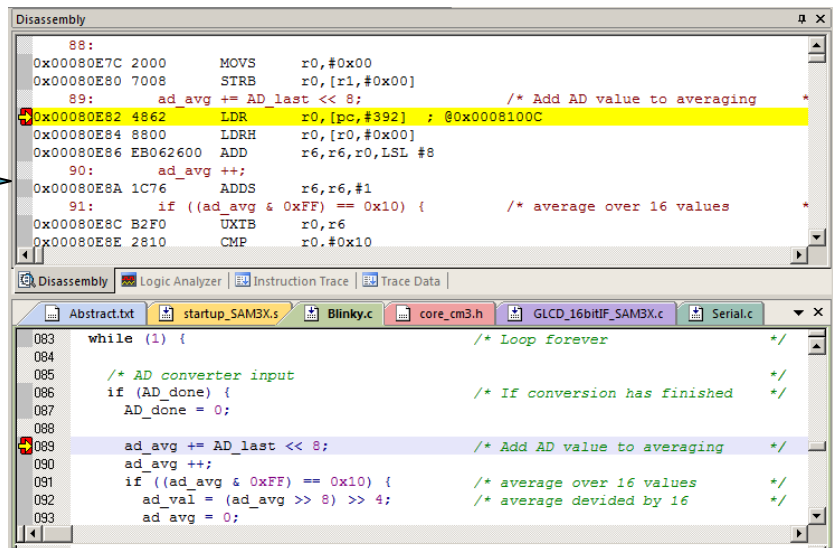 Disassembly
88:
0x00080E7C 2000 MOVS r0,#0x00
0x00080E80 7008 STRB r0,[r1,#0x00]
89: ad_avg += AD_last << 8; /* Add AD value to averaging *
0x00080E82 4862 LDR r0,[pc,#392] ; @0x0008100C
0x00080E84 8800 LDRH r0,[r0,#0x00]
0x00080E86 EB062600 ADD r6,r6,r0,LSL #8
90: ad_avg ++;
0x00080E8A 1C76 ADDS r6,r6,#1
91: if ((ad_avg & 0xFF) == 0x10) { /* average over 16 values *
0x00080E8C B2F0 UXTB r0,r6
0x00080E8E 2810 CMP r0,#0x10
Disassembly Logic Analyzer Instruction Trace Trace Data
Abstract.txt startup_SAM3X.s Blinky.c core_cm3.h GLCD_16bitIF_SAM3X.c Serial.c
083 while (1) { /* Loop forever */
084
085 /* AD converter input */
086 if (AD_done) { /* If conversion has finished */
087 AD_done = 0;
088
089 ad_avg += AD_last << 8; /* Add AD value to averaging */
090 ad_avg ++;
091 if ((ad_avg & 0xFF) == 0x10) { /* average over 16 values */
092 ad_val = (ad_avg >> 8) >> 4; /* average devided by 16 */
093 ad_avg = 0;